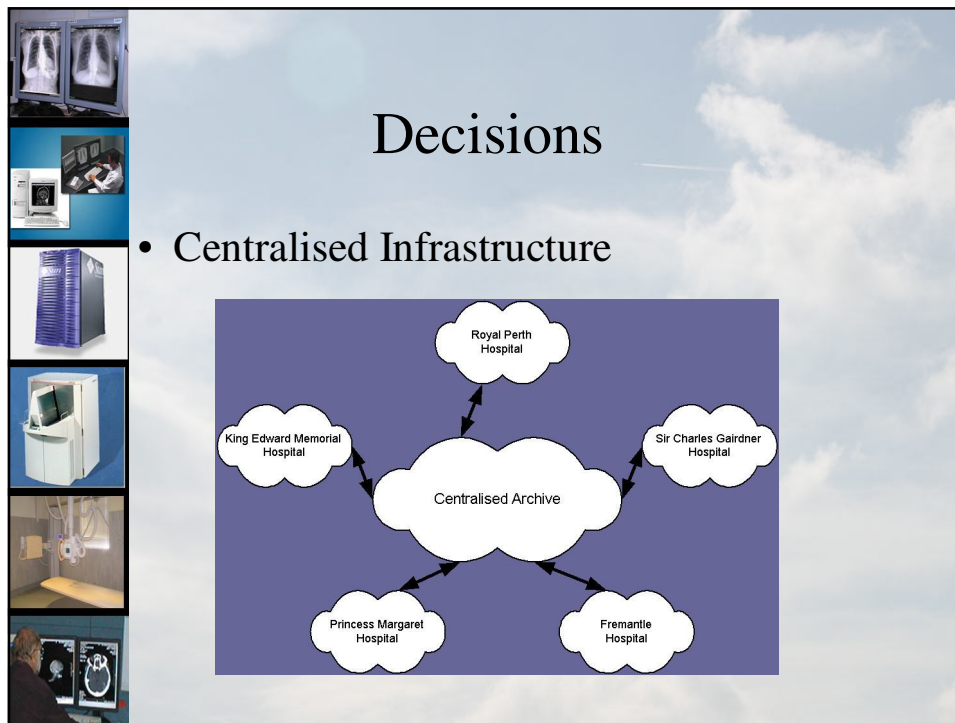 Decisions
• Centralised Infrastructure
Royal Perth
Hospital
King Edward Memorial
Hospital
Sir Charles Gairdner
Hospital
Centralised Archive
Princess Margaret
Hospital
Fremantle
Hospital
Sun